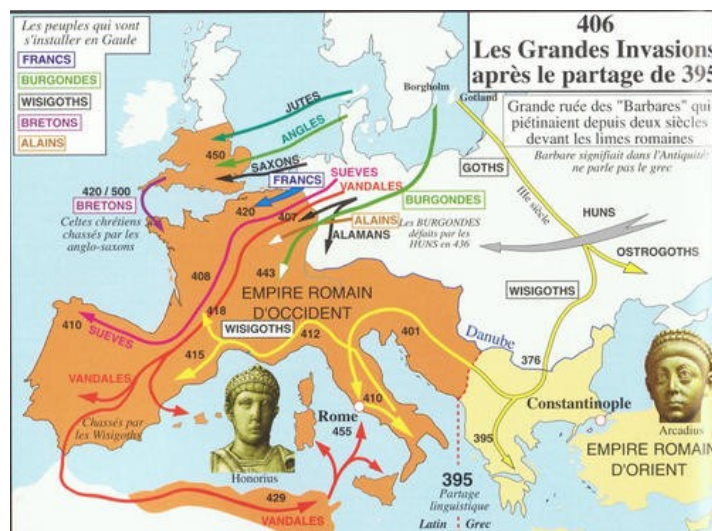 Les peuples qui vont
s'installer en Gaule
FRANCS
BURGONDES
WISIGOTHS
BRETONS
ALAINS
406
Les Grandes Invasions
après le partage de 395
Grande ruée des "Barbares" qui
piétinaient depuis deux siècles
devant les limes romaines
Barbare signifiait dans l'Antiquité:
ne parle pas le grec
Borgholm
Gotland
JUTES
ANGLES
450
SAXONS
GOTHS
IIIe siècle
420 / 500
BRETONS
Celtes chrétiens
chassés par les
anglo-saxons
FRANCS
420
SUEVES
VANDALES
407
BURGONDES
ALAINS
ALAMANS
Les BURGONDES
défaits par les
HUNS en 436
HUNS
OSTROGOTHS
WISIGOTHS
443
408
EMPIRE ROMAIN
D'OCCIDENT
418
WISIGOTHS
412
401
Danube
376
410
SUEVES
415
VANDALES
Chassés par
les Wisigoths
410
Rome
455
Honorius
Constantinople
Arcadius
395
EMPIRE ROMAIN
D'ORIENT
429
VANDALES
395
Partage
linguistique
Latin
Grec